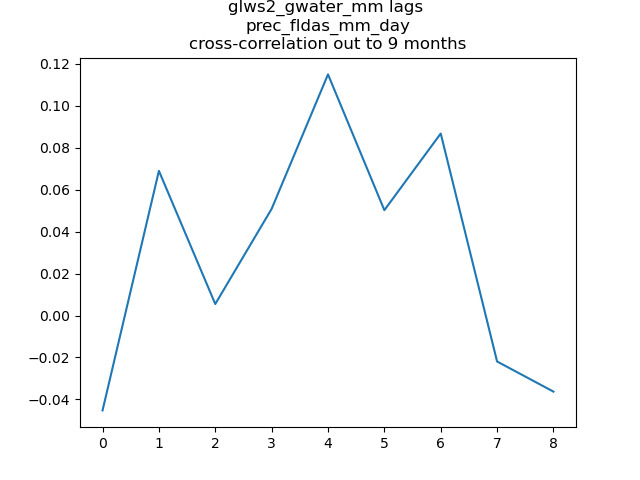 glws2_gwater_mm lags
prec_fldas_mm_day
cross-correlation out to 9 months
0.12
0.10
0.08
0.06
0.04
0.02
0.00
−0.02
−0.04
0 1 2 3 4 5 6 7 8